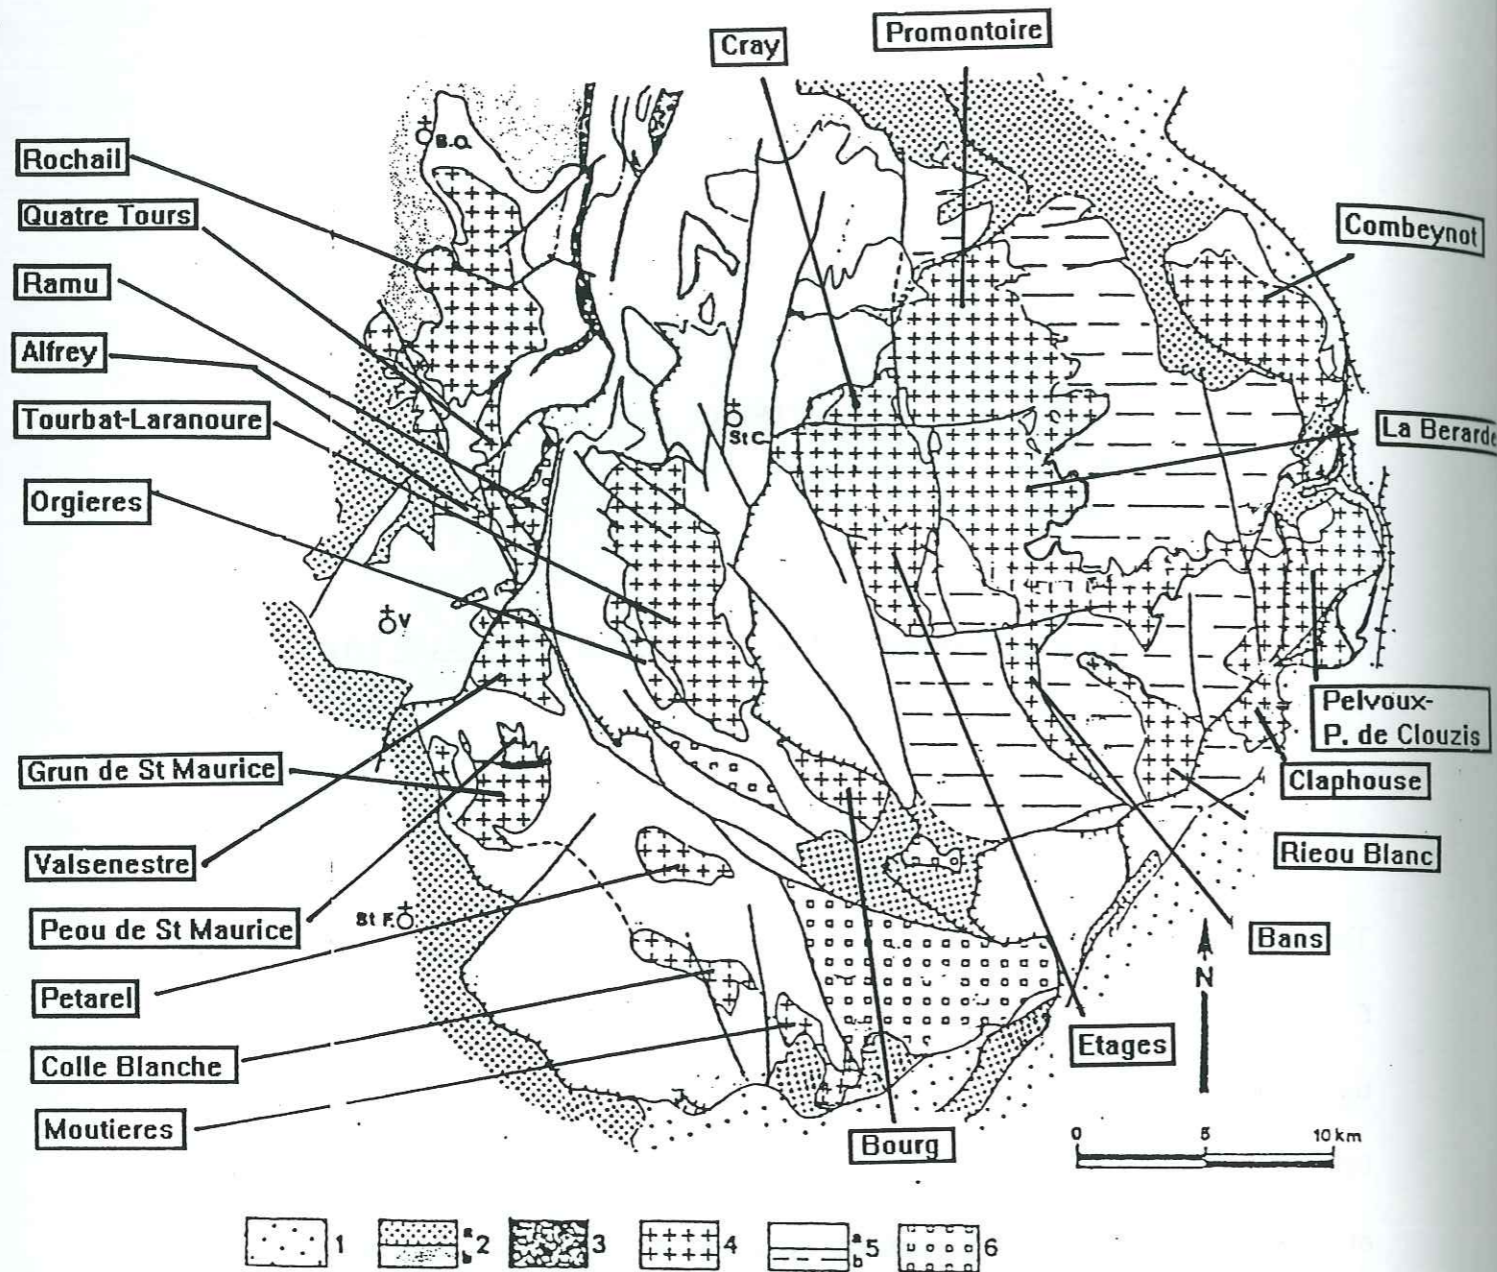 Cray
Promontoire
Rochail
Quatre Tours
Ramu
Alfrey
Tourbat-Laranoure
Orgieres
Grun de St Maurice
Valsenestre
Peou de St Maurice
Petarel
Colle Blanche
Moutieres
B.O.
St C.
V
St F.
Combeynot
La Berarde
Pelvoux-
P. de Clouzis
Claphouse
Rieou Blanc
Bans
Etages
Bourg
N
0 5 10 km
1 a b 2 3 4 a b 5 6